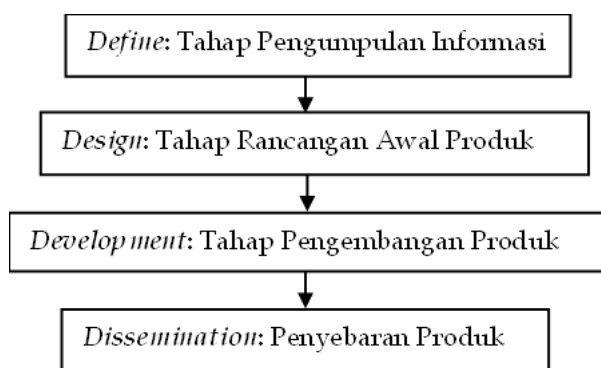 Define: Tahap Pengumpulan Informasi
Design: Tahap Rancangan Awal Produk
Development: Tahap Pengembangan Produk
Dissemination: Penyebaran Produk